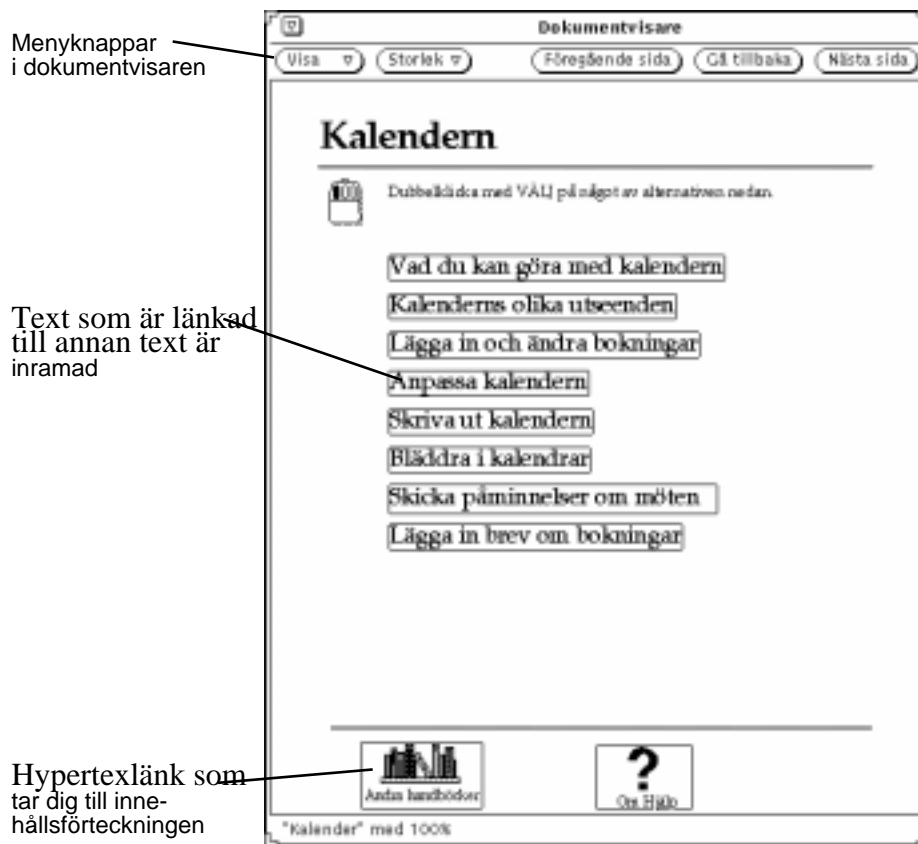 Dokumentvisare
Menyknappar
i dokumentvisaren
Visa Storlek Föregående sida Gå tillbaka Nästa sida
Kalendern
Dubbelklicka med VÄLJ på något av alternativen nedan.
Vad du kan göra med kalendern
Kalenderns olika utseenden
Text som är länkad
till annan text är
inramad
Lägga in och ändra bokningar
Anpassa kalendern
Skriva ut kalendern
Bläddra i kalendrar
Skicka påminnelser om möten
Lägga in brev om bokningar
Hypertexlänk som
tar dig till inne-
hållsförteckningen
Andra handböcker
Om Hjälp
"Kalender" med 100%